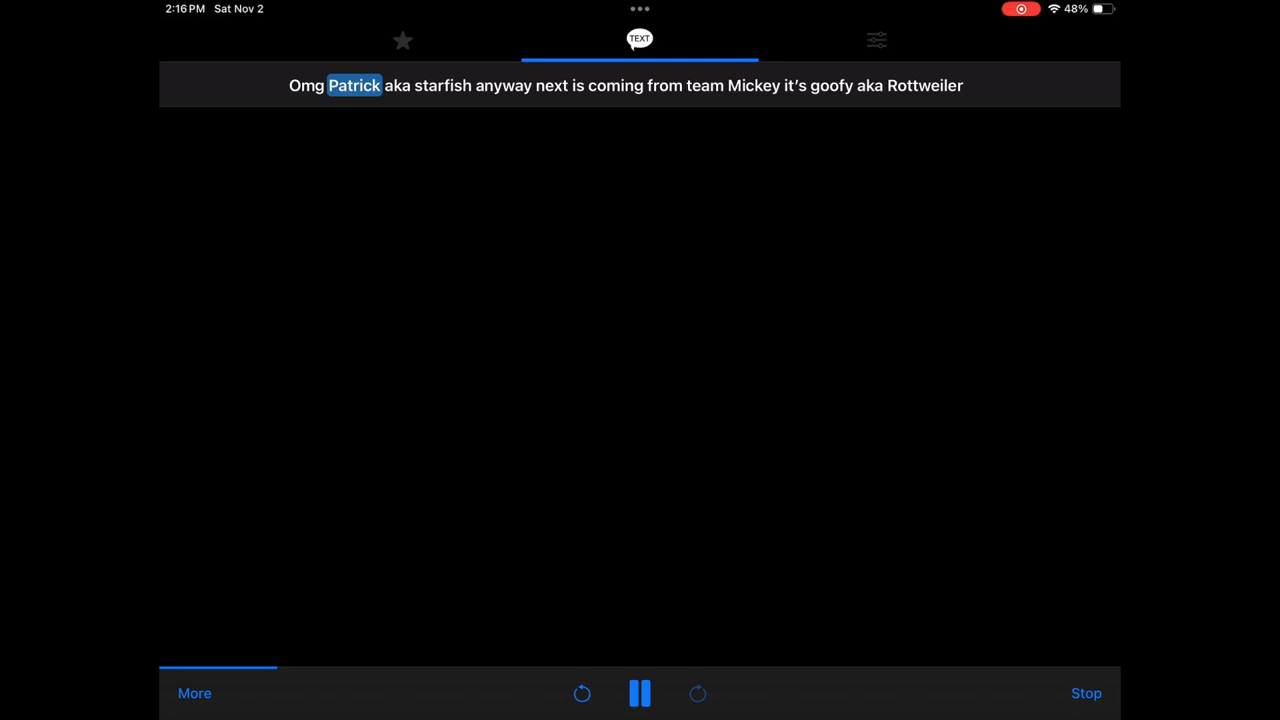 2:16 PM Sat Nov 2
48%
TEXT
Omg Patrick aka starfish anyway next is coming from team Mickey it’s goofy aka Rottweiler
More
Stop